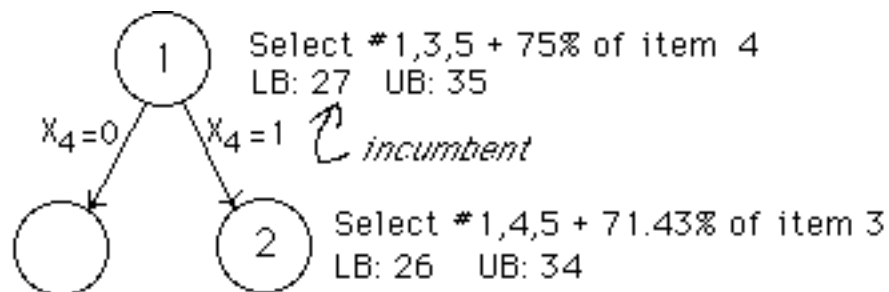 1
Select #1,3,5 + 75% of item 4
LB: 27 UB: 35
X4=0
X4=1
incumbent
2
Select #1,4,5 + 71.43% of item 3
LB: 26 UB: 34